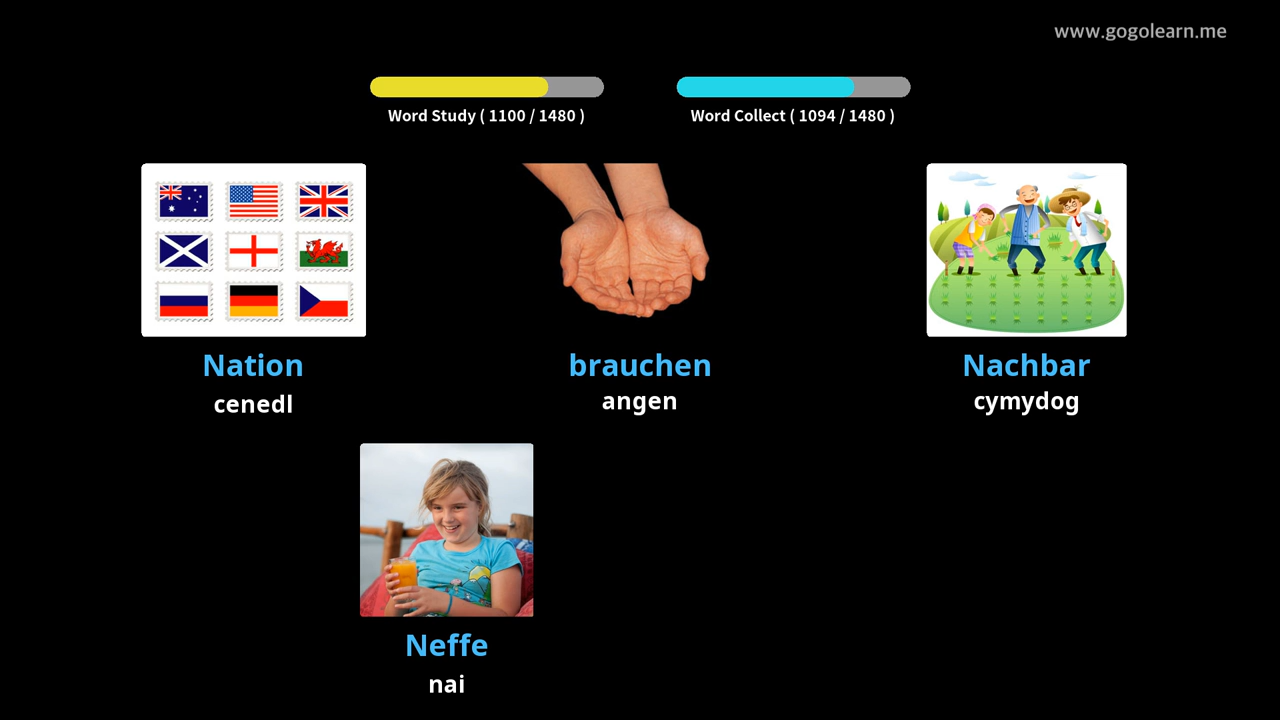 www.gogolearn.me
Word Study ( 1100 / 1480 )
Word Collect ( 1094 / 1480 )
Nation
cenedl
brauchen
angen
Nachbar
cymydog
Neffe
nai